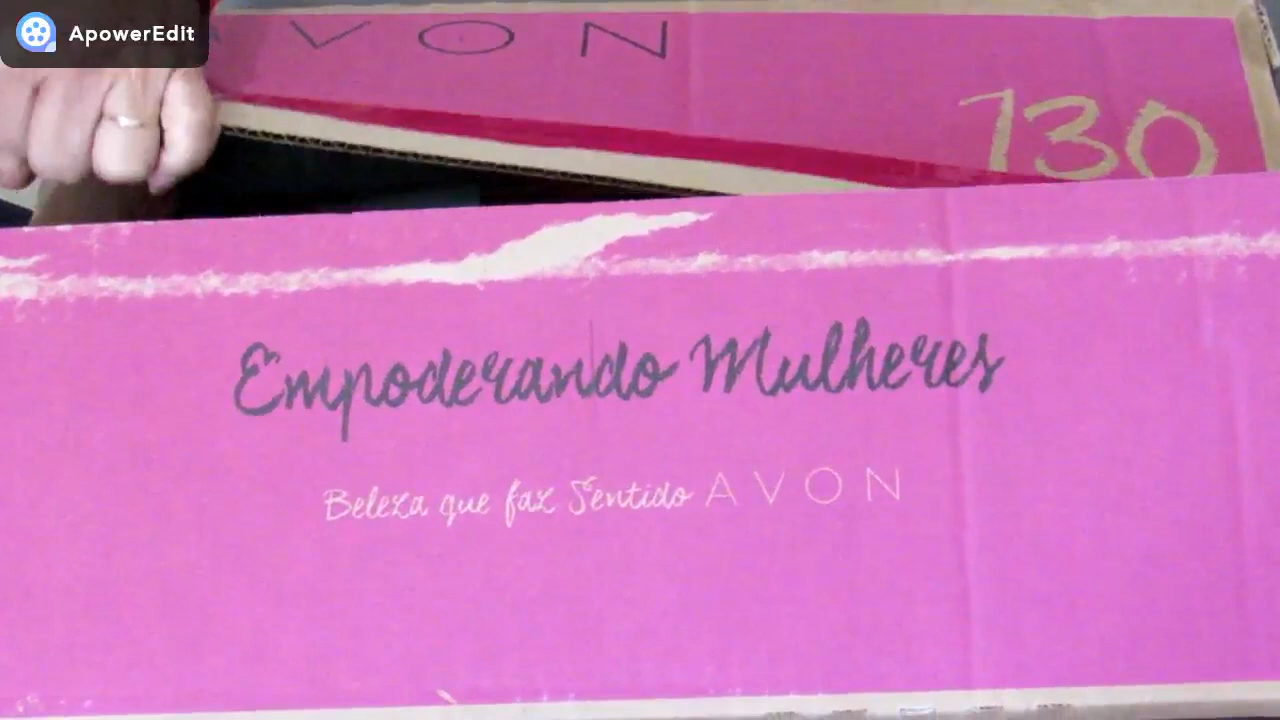 ApowerEdit
AVON
130
Empoderando Mulheres
Beleza que faz Sentido AVON